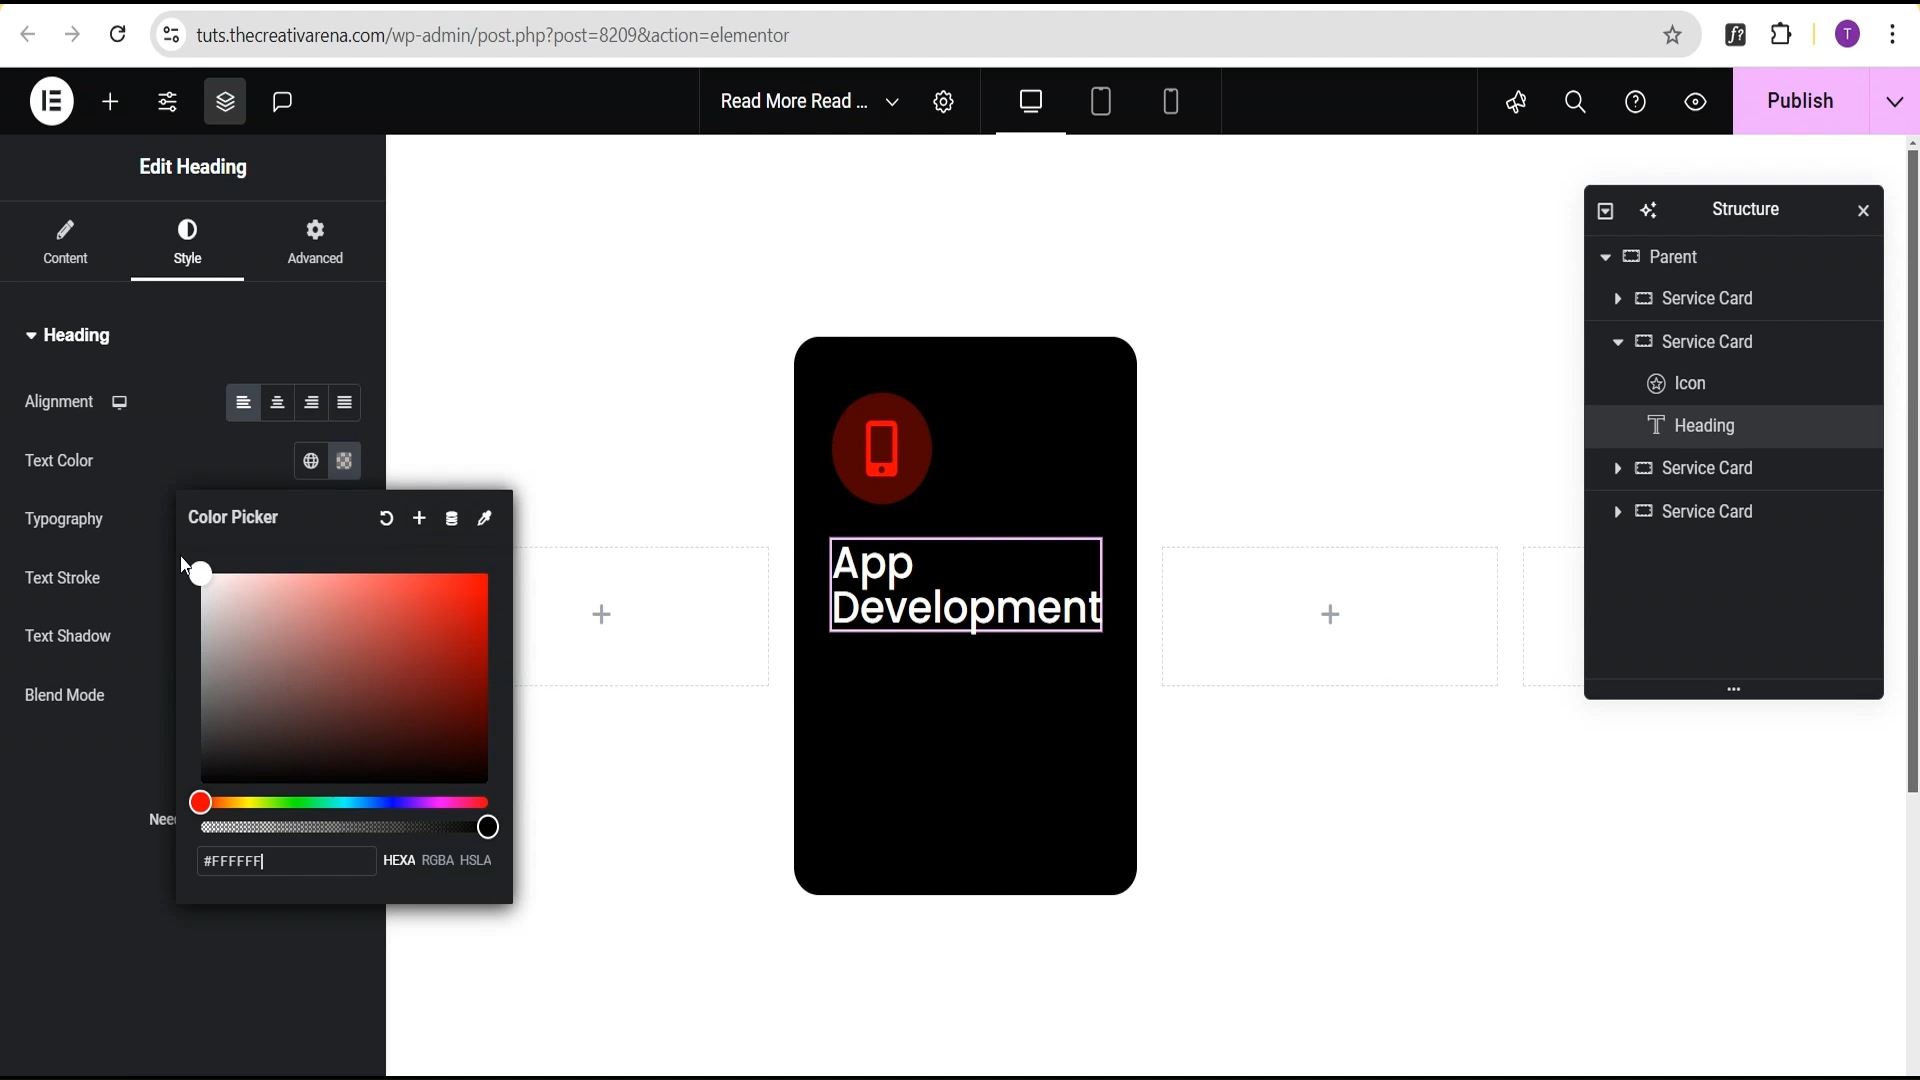 tuts.thecreativarena.com/wp-admin/post.php?post=8209&action=elementor
T
Read More Read ...
Publish
Edit Heading
Content
Style
Advanced
Heading
Alignment
Text Color
Typography
Text Stroke
Text Shadow
Blend Mode
Color Picker
#FFFFFF
HEXA RGBA HSLA
App
Development
Structure
Parent
Service Card
Service Card
Icon
Heading
Service Card
Service Card